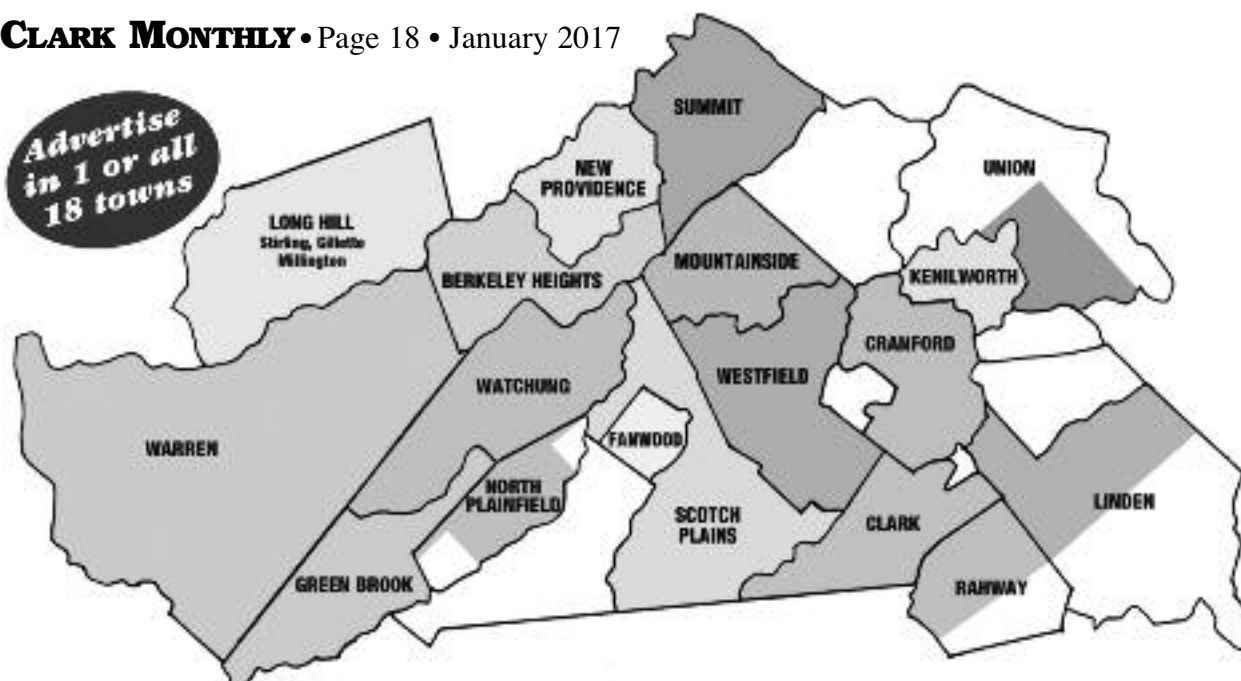 CLARK MONTHLY • Page 18 • January 2017
Advertise
in 1 or all
18 towns
SUMMIT
UNION
NEW
PROVIDENCE
LONG HILL
Stirling, Gillette
Millington
BERKELEY HEIGHTS
MOUNTAINSIDE
KENILWORTH
CRANFORD
WATCHUNG
WESTFIELD
WARREN
FANWOOD
NORTH
PLAINFIELD
SCOTCH
PLAINS
CLARK
LINDEN
GREEN BROOK
RAHWAY